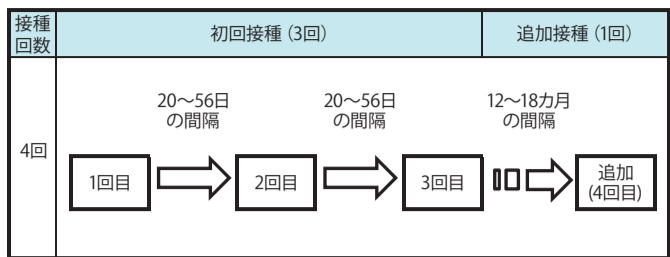 接種
回数
初回接種（3回）
追加接種（1回）
4回
20～56日
の間隔
20～56日
の間隔
12～18カ月
の間隔
1回目
2回目
3回目
追加
(4回目)